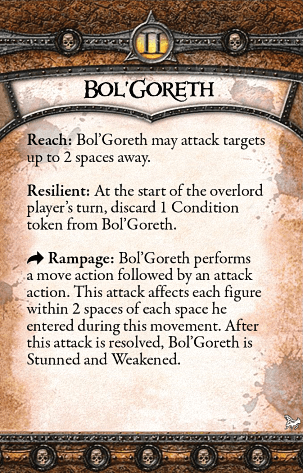 II
BOL'GORETH
Reach: Bol'Goreth may attack targets
up to 2 spaces away.
Resilient: At the start of the overlord
player's turn, discard 1 Condition
token from Bol'Goreth.
Rampage: Bol'Goreth performs
a move action followed by an attack
action. This attack affects each figure
within 2 spaces of each space he
entered during this movement. After
this attack is resolved, Bol'Goreth is
Stunned and Weakened.